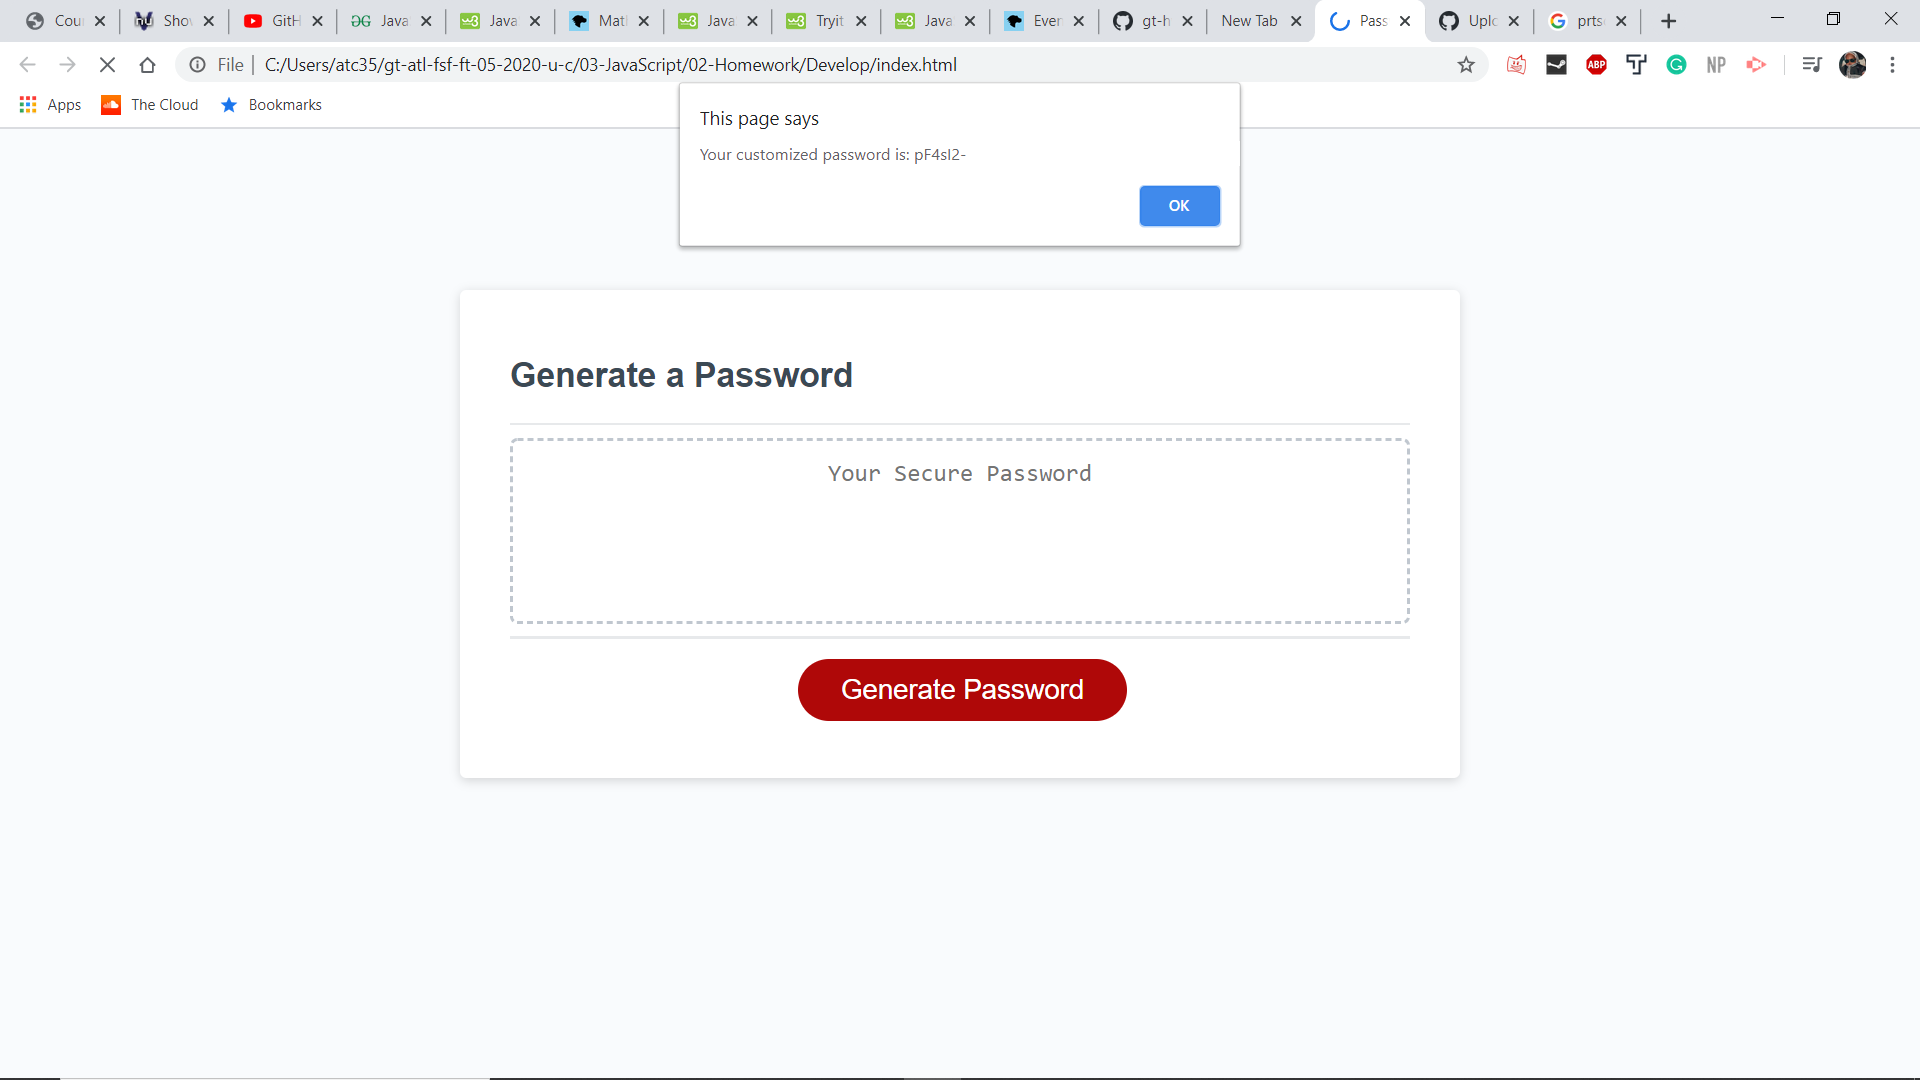 Cou
Shov
GitH
Java
Java
Mat
Java
Tryit
Java
Ever
gt-h
New Tab
Pass
Uplo
prts
File
C:/Users/atc35/gt-atl-fsf-ft-05-2020-u-c/03-JavaScript/02-Homework/Develop/index.html
ABP
NP
Apps
The Cloud
Bookmarks
This page says
Your customized password is: pF4sI2-
OK
Generate a Password
Your Secure Password
Generate Password